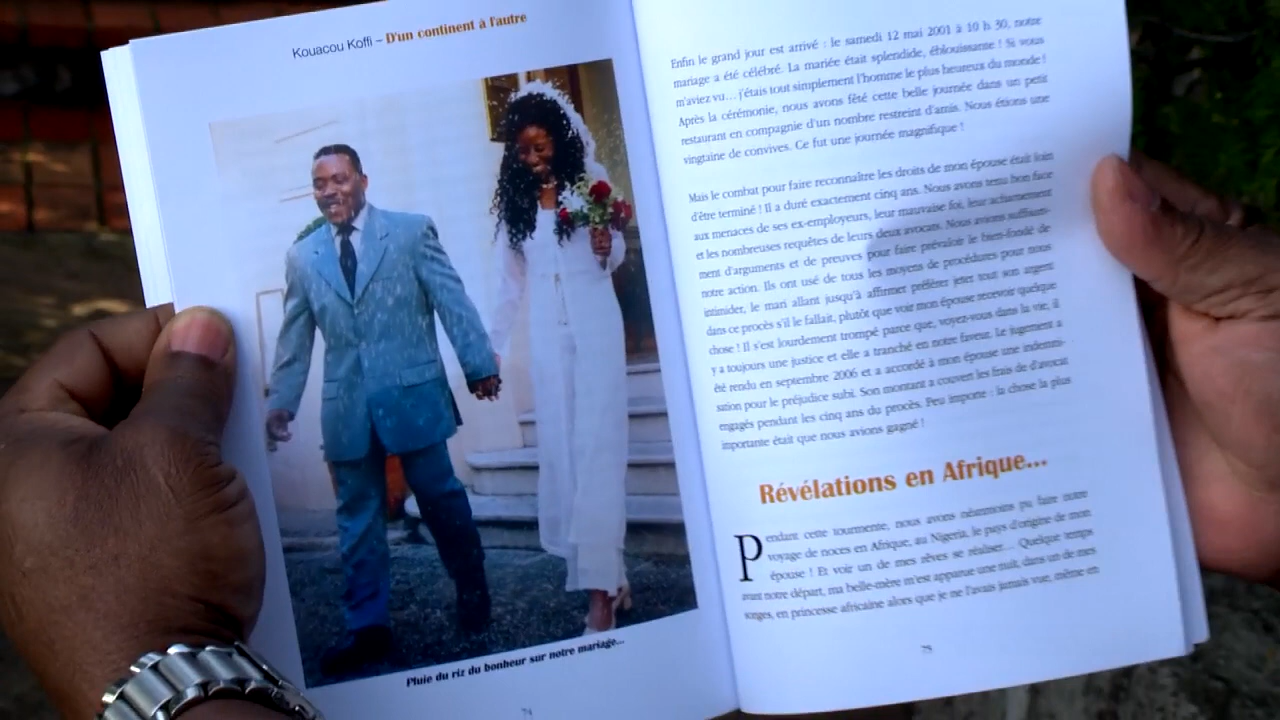 Kouacou Koffi – D'un continent à l'autre
Pluie du riz du bonheur sur notre mariage...
74
Enfin le grand jour est arrivé : le samedi 12 mai 2001 à 10 h 30, notre
mariage a été célébré. La mariée était splendide, éblouissante ! Si vous
m'aviez vu… j'étais tout simplement l'homme le plus heureux du monde !
Après la cérémonie, nous avons fêté cette belle journée dans un petit
restaurant en compagnie d'un nombre restreint d'amis. Nous étions une
vingtaine de convives. Ce fut une journée magnifique !
Mais le combat pour faire reconnaître les droits de mon épouse était loin
d'être terminé ! Il a duré exactement cinq ans. Nous avons tenu bon face
aux menaces de ses ex-employeurs, leur mauvaise foi, leur acharnement
et les nombreuses requêtes de leurs deux avocats. Nous avions suffisam-
ment d'arguments et de preuves pour faire prévaloir le bien-fondé de
notre action. Ils ont usé de tous les moyens de procédures pour nous
intimider, le mari allant jusqu'à affirmer préférer jeter tout son argent
dans ce procès s'il le fallait, plutôt que voir mon épouse recevoir quelque
chose ! Il s'est lourdement trompé parce que, voyez-vous dans la vie, il
y a toujours une justice et elle a tranché en notre faveur. Le jugement a
été rendu en septembre 2006 et a accordé à mon épouse une indemni-
sation pour le préjudice subi. Son montant a couvert les frais de d'avocat
engagés pendant les cinq ans du procès. Peu importe : la chose la plus
importante était que nous avions gagné !
Révélations en Afrique...
Pendant cette tourmente, nous avons néanmoins pu faire notre
voyage de noces en Afrique, au Nigeria, le pays d'origine de mon
épouse ! Et voir un de mes rêves se réaliser… Quelque temps
avant notre départ, ma belle-mère m'est apparue une nuit, dans un de mes
songes, en princesse africaine alors que je ne l'avais jamais vue, même en
75